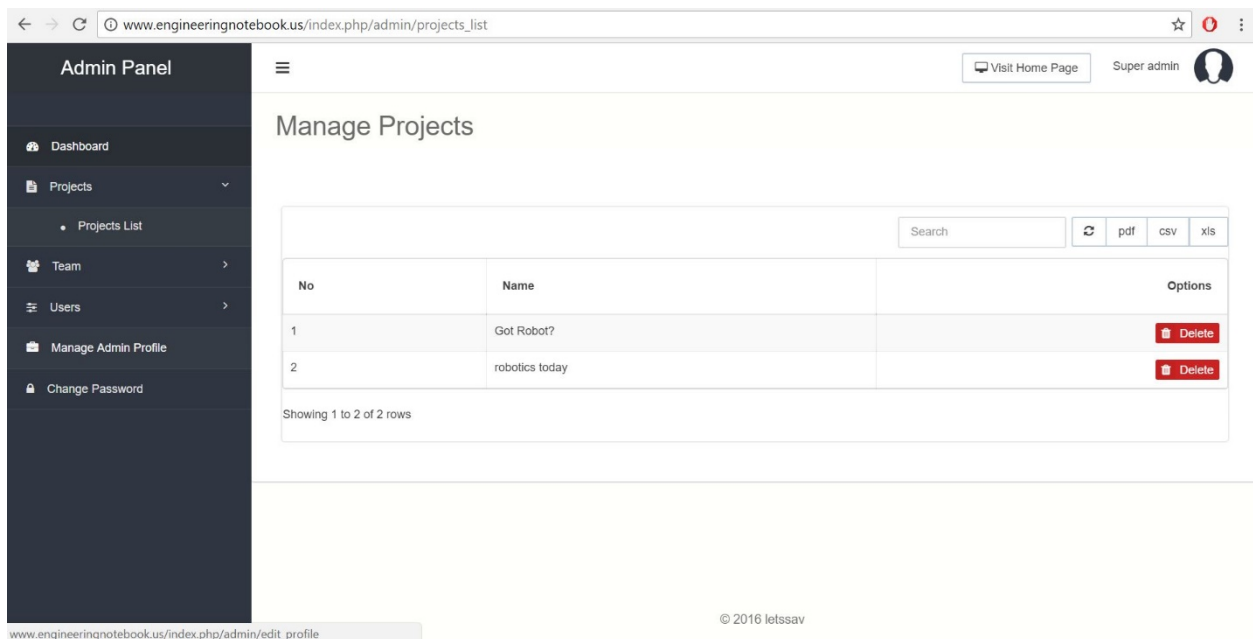 www.engineeringnotebook.us/index.php/admin/projects_list
Admin Panel
Visit Home Page
Super admin
Dashboard
Projects
Projects List
Team
Users
Manage Admin Profile
Change Password
Manage Projects
Search
pdf csv xls
No Name Options
1 Got Robot? Delete
2 robotics today Delete
Showing 1 to 2 of 2 rows
© 2016 letssav
www.engineeringnotebook.us/index.php/admin/edit_profile